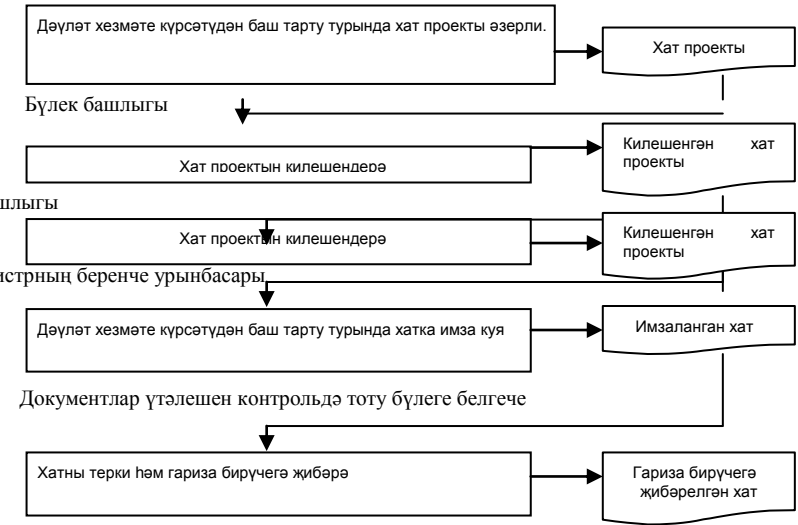 Дәүләт хезмәте күрсәтүдән баш тарту турында хат проекты әзерли.
Хат проекты
Бүлек башлыгы
Хат проектын килешендерә
Килешенгән хат
проекты
шлыгы
Хат проектын килешендерә
Килешенгән хат
проекты
истрның беренче урынбасары
Дәүләт хезмәте күрсәтүдән баш тарту турында хатка имза куя
Имзаланган хат
Документлар үтәлешен контрольдә тоту бүлеге белгече
Хатны терки һәм гариза бирүчегә җибәрә
Гариза бирүчегә
җибәрелгән хат